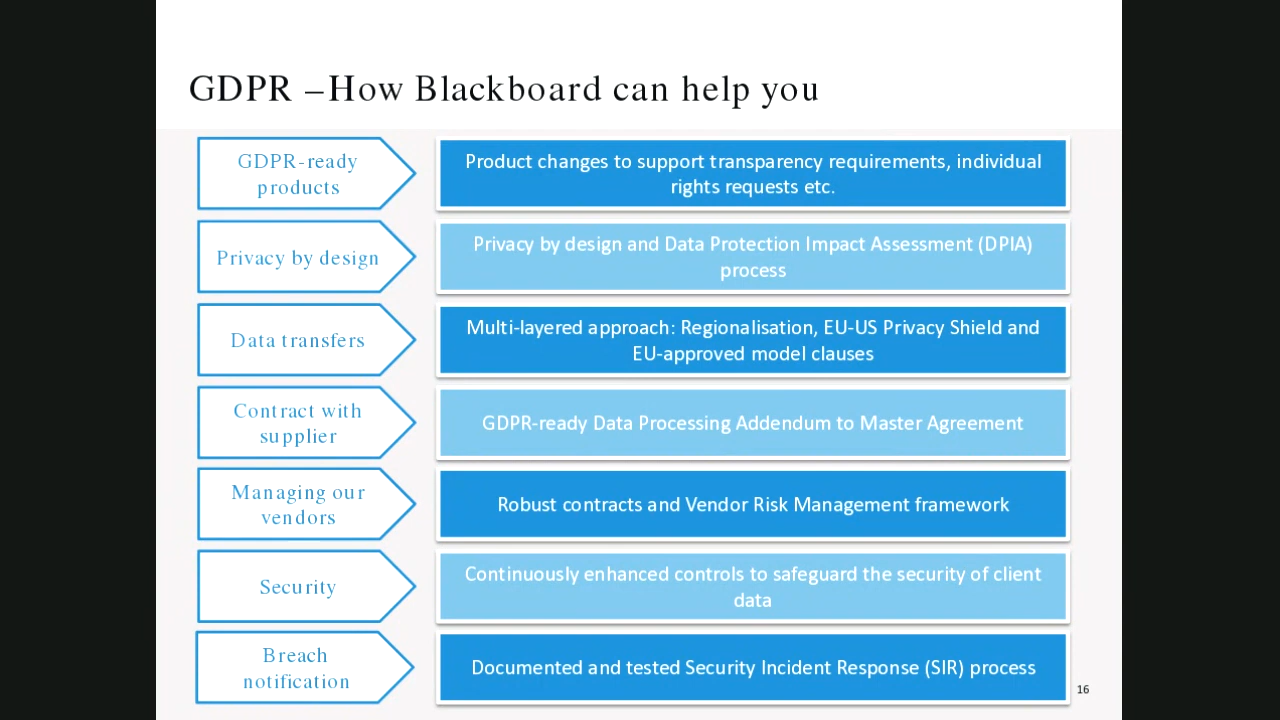 GDPR –How Blackboard can help you
GDPR-ready
products
Product changes to support transparency requirements, individual
rights requests etc.
Privacy by design
Privacy by design and Data Protection Impact Assessment (DPIA)
process
Data transfers
Multi-layered approach: Regionalisation, EU-US Privacy Shield and
EU-approved model clauses
Contract with
supplier
GDPR-ready Data Processing Addendum to Master Agreement
Managing our
vendors
Robust contracts and Vendor Risk Management framework
Security
Continuously enhanced controls to safeguard the security of client
data
Breach
notification
Documented and tested Security Incident Response (SIR) process
16